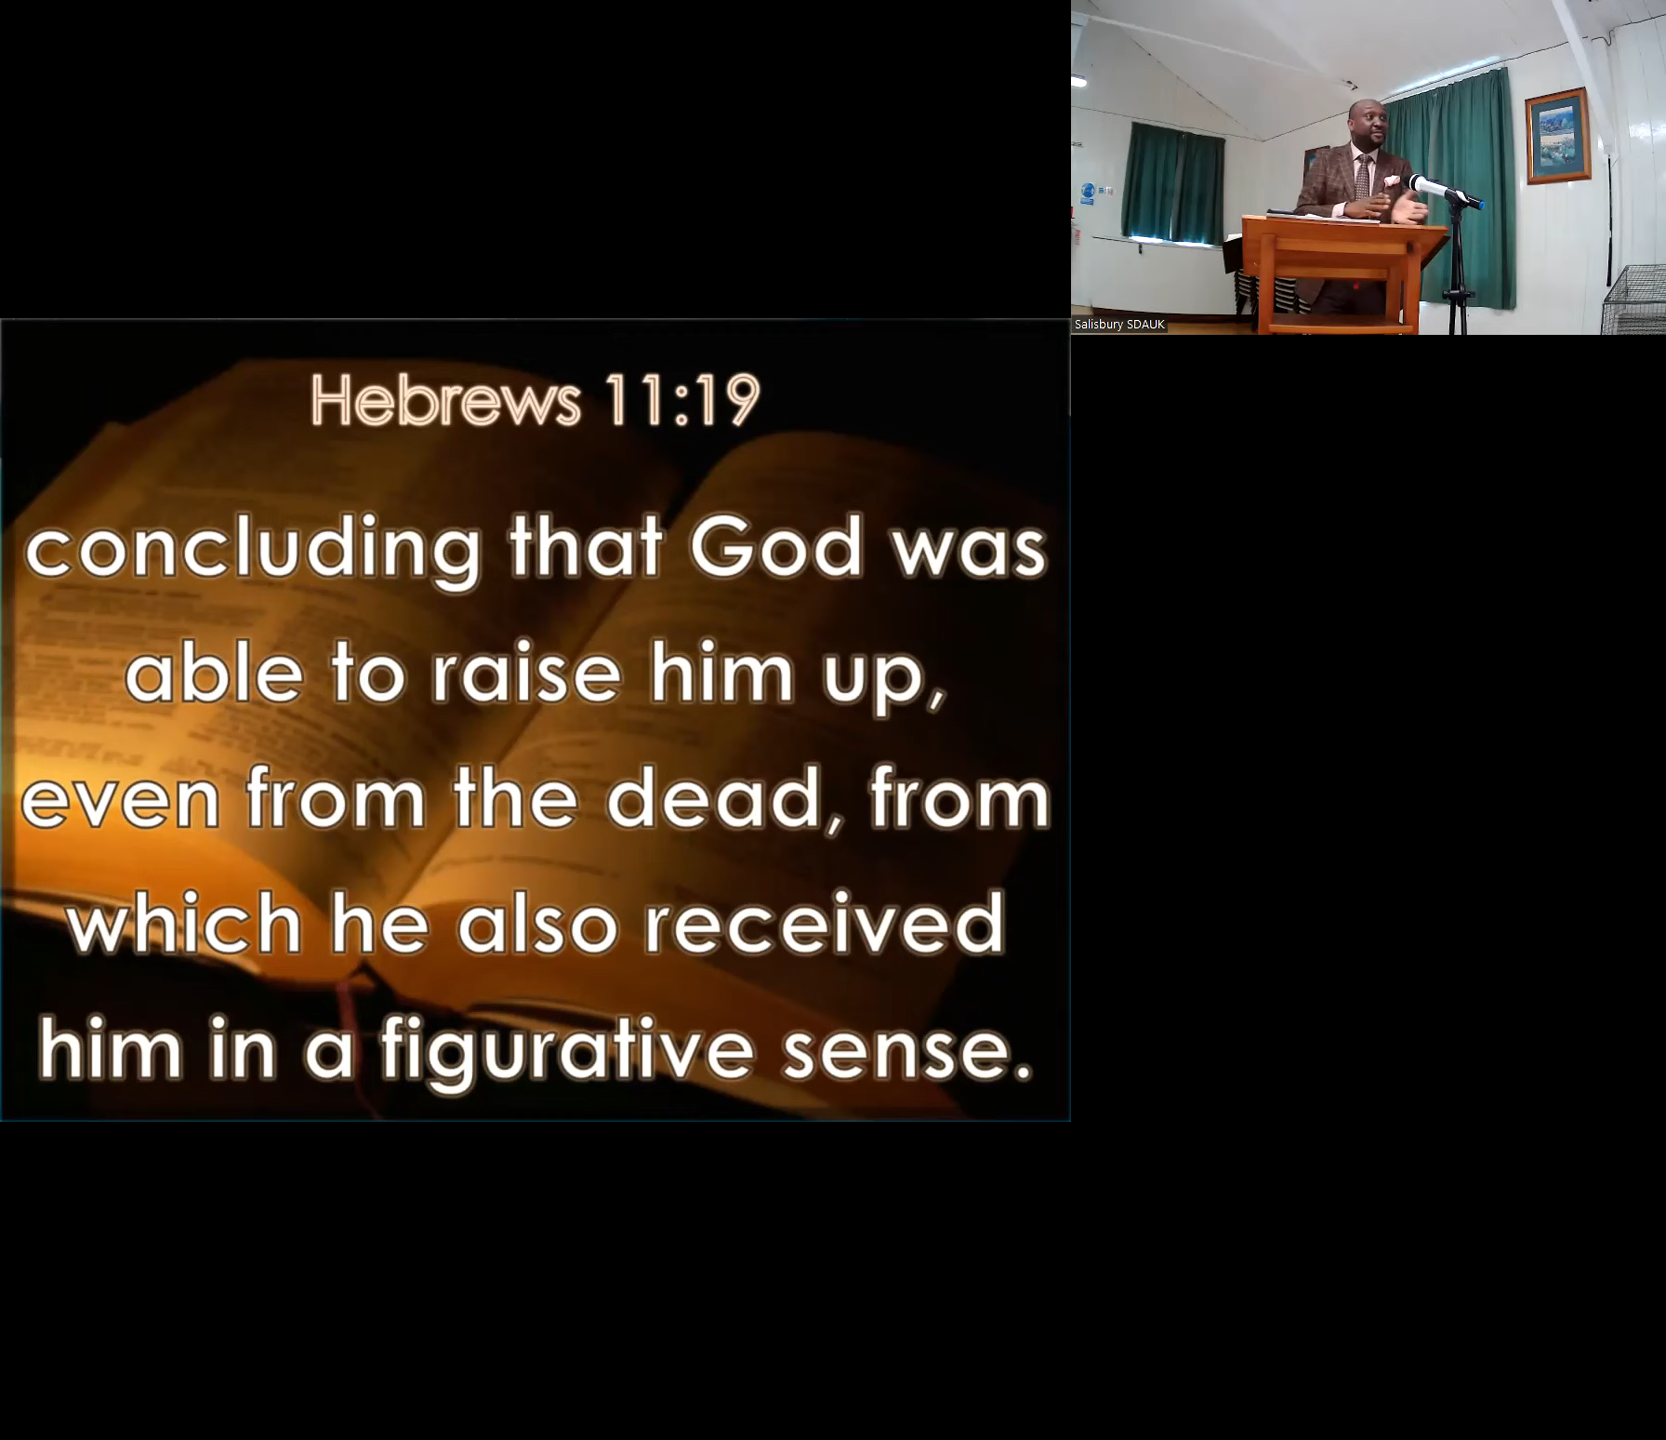 Hebrews 11:19
concluding that God was
able to raise him up,
even from the dead, from
which he also received
him in a figurative sense.
Salisbury SDAUK